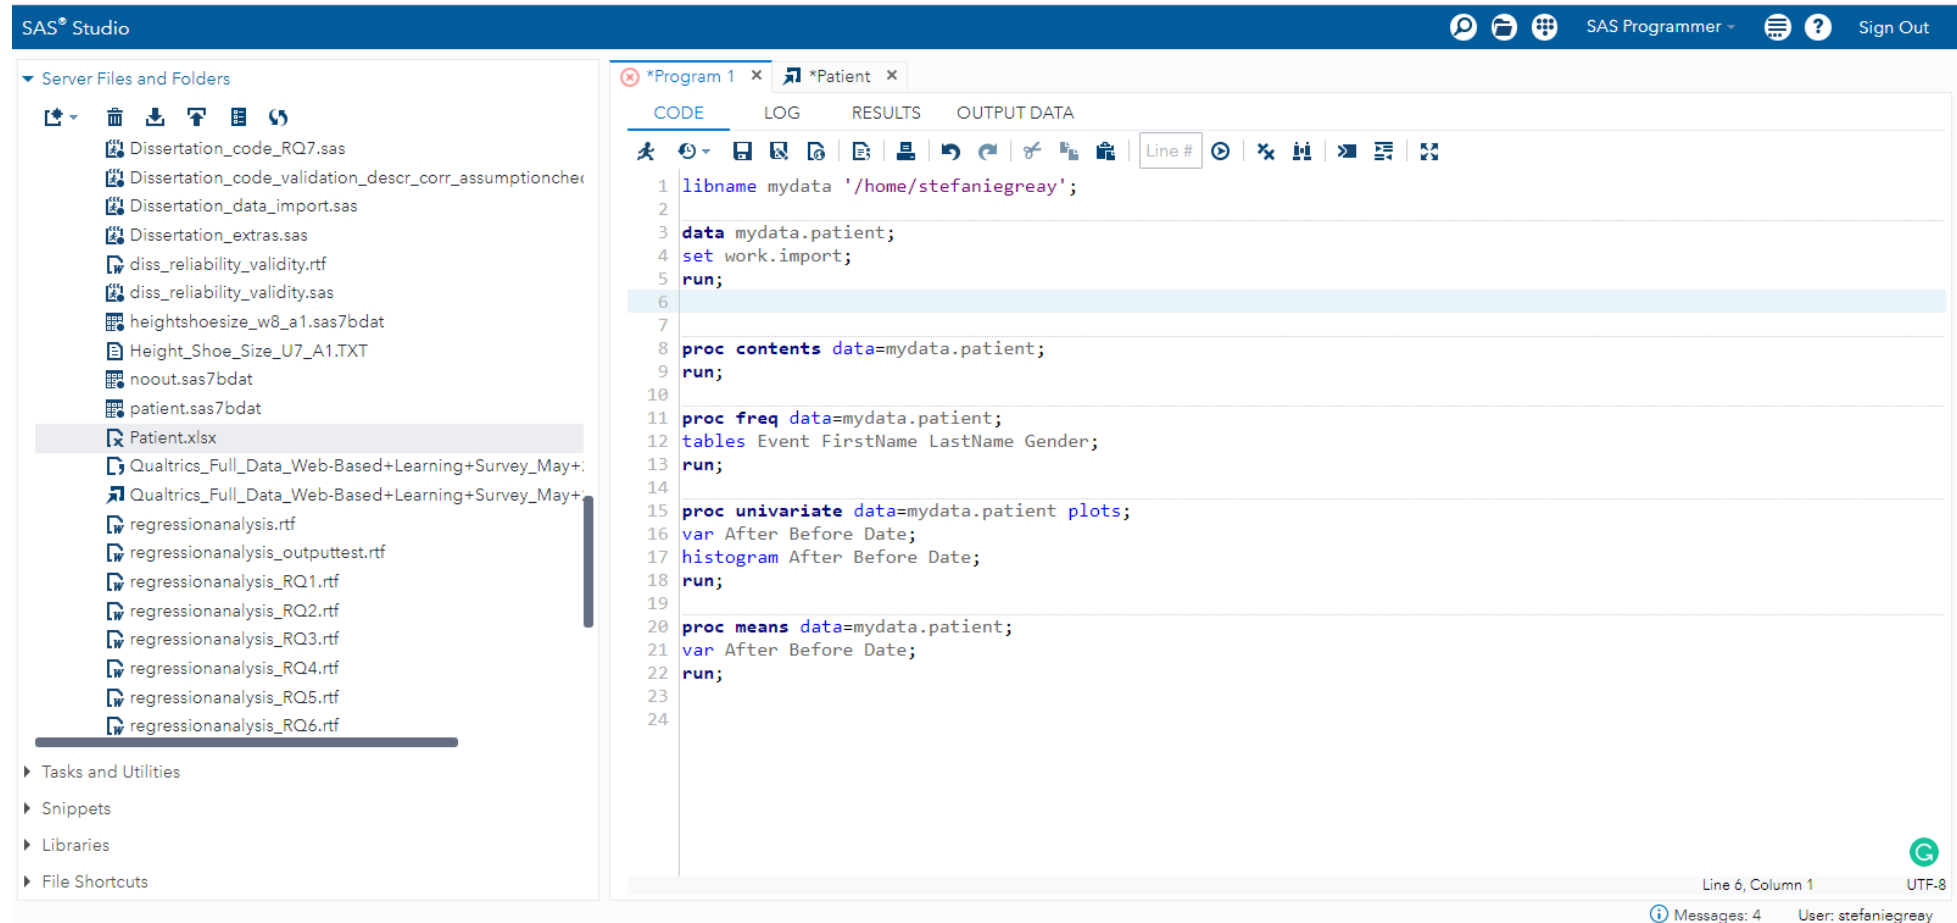 SAS® Studio
SAS Programmer
Sign Out
Server Files and Folders
Dissertation_code_RQ7.sas
Dissertation_code_validation_descr_corr_assumptionchec
Dissertation_data_import.sas
Dissertation_extras.sas
diss_reliability_validity.rtf
diss_reliability_validity.sas
heightshoesize_w8_a1.sas7bdat
Height_Shoe_Size_U7_A1.TXT
noout.sas7bdat
patient.sas7bdat
Patient.xlsx
Qualtrics_Full_Data_Web-Based+Learning+Survey_May+
Qualtrics_Full_Data_Web-Based+Learning+Survey_May+
regressionanalysis.rtf
regressionanalysis_outputtest.rtf
regressionanalysis_RQ1.rtf
regressionanalysis_RQ2.rtf
regressionanalysis_RQ3.rtf
regressionanalysis_RQ4.rtf
regressionanalysis_RQ5.rtf
regressionanalysis_RQ6.rtf
Tasks and Utilities
Snippets
Libraries
File Shortcuts
*Program 1 × *Patient ×
CODE LOG RESULTS OUTPUT DATA
Line #
1 libname mydata '/home/stefaniegreay';
2
3 data mydata.patient;
4 set work.import;
5 run;
6
7
8 proc contents data=mydata.patient;
9 run;
10
11 proc freq data=mydata.patient;
12 tables Event FirstName LastName Gender;
13 run;
14
15 proc univariate data=mydata.patient plots;
16 var After Before Date;
17 histogram After Before Date;
18 run;
19
20 proc means data=mydata.patient;
21 var After Before Date;
22 run;
23
24
Line 6, Column 1
UTF-8
Messages: 4
User: stefaniegreay